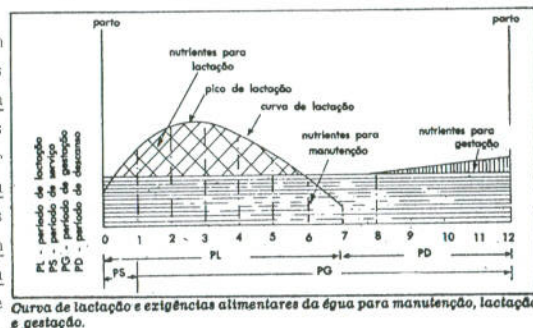 parto
parto
nutrientes para
lactação
pico de lactação
curva de lactação
nutrientes para
manutenção
nutrientes para
gestação
PL - período de lactação
PS - período de serviço
PG - período de gestação
PD - período de descanso
0 1 2 3 4 5 6 7 8 10 11 12
PL
PD
PS
PG
Curva de lactação e exigências alimentares da égua para manutenção, lactação
e gestação.